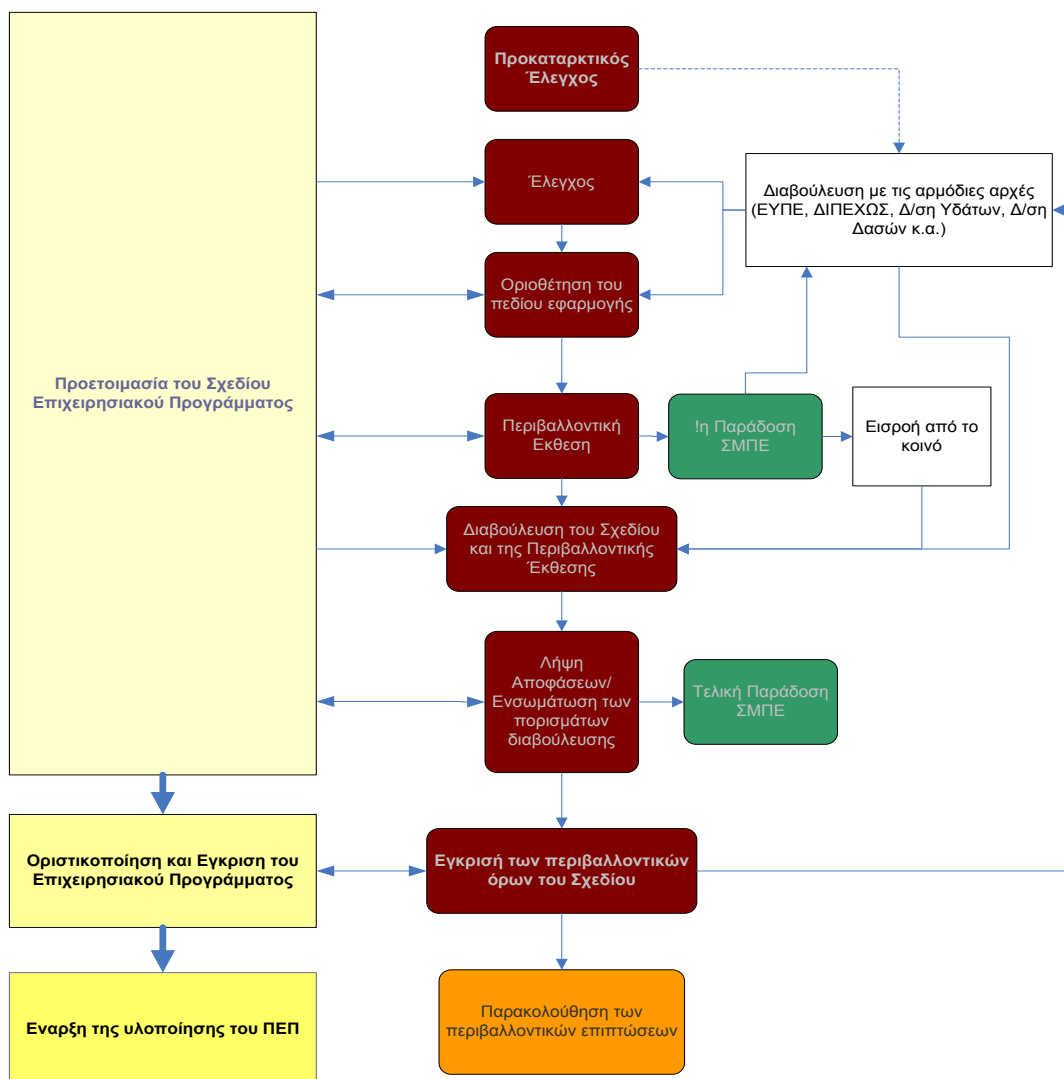 Προκαταρκτικός
Έλεγχος
Έλεγχος
Διαβούλευση με τις αρμόδιες αρχές
(ΕΥΠΕ, ΔΙΠΕΧΩΣ, Δ/ση Υδάτων, Δ/ση
Δασών κ.α.)
Οριοθέτηση του
πεδίου εφαρμογής
Προετοιμασία του Σχεδίου
Επιχειρησιακού Προγράμματος
Περιβαλλοντική
Εκθεση
!η Παράδοση
ΣΜΠΕ
Εισροή από το
κοινό
Διαβούλευση του Σχεδίου
και της Περιβαλλοντικής
Έκθεσης
Λήψη
Αποφάσεων/
Ενσωμάτωση των
πορισμάτων
διαβούλευσης
Τελική Παράδοση
ΣΜΠΕ
Οριστικοποίηση και Εγκριση του
Επιχειρησιακού Προγράμματος
Εγκρισή των περιβαλλοντικών
όρων του Σχεδίου
Εναρξη της υλοποίησης του ΠΕΠ
Παρακολούθηση των
περιβαλλοντικών επιπτώσεων